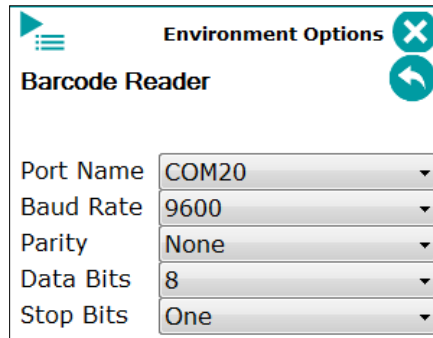 Environment Options
Barcode Reader
Port Name COM20
Baud Rate 9600
Parity None
Data Bits 8
Stop Bits One